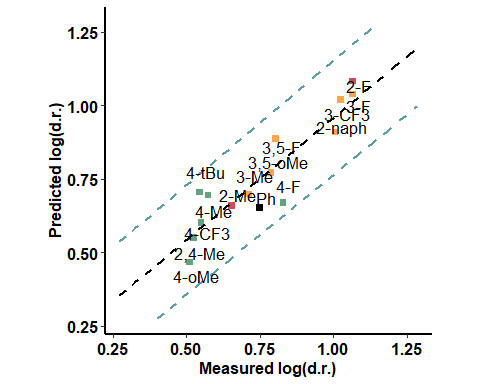 1.25
1.00
0.75
0.50
0.25
Predicted log(d.r.)
2-F
3-F
3-CF3
2-naph
3,5-F
3,5-oMe
4-tBu
3-Me
4-F
2-Me
Ph
4-Me
4-CF3
2,4-Me
4-oMe
0.25 0.50 0.75 1.00 1.25
Measured log(d.r.)